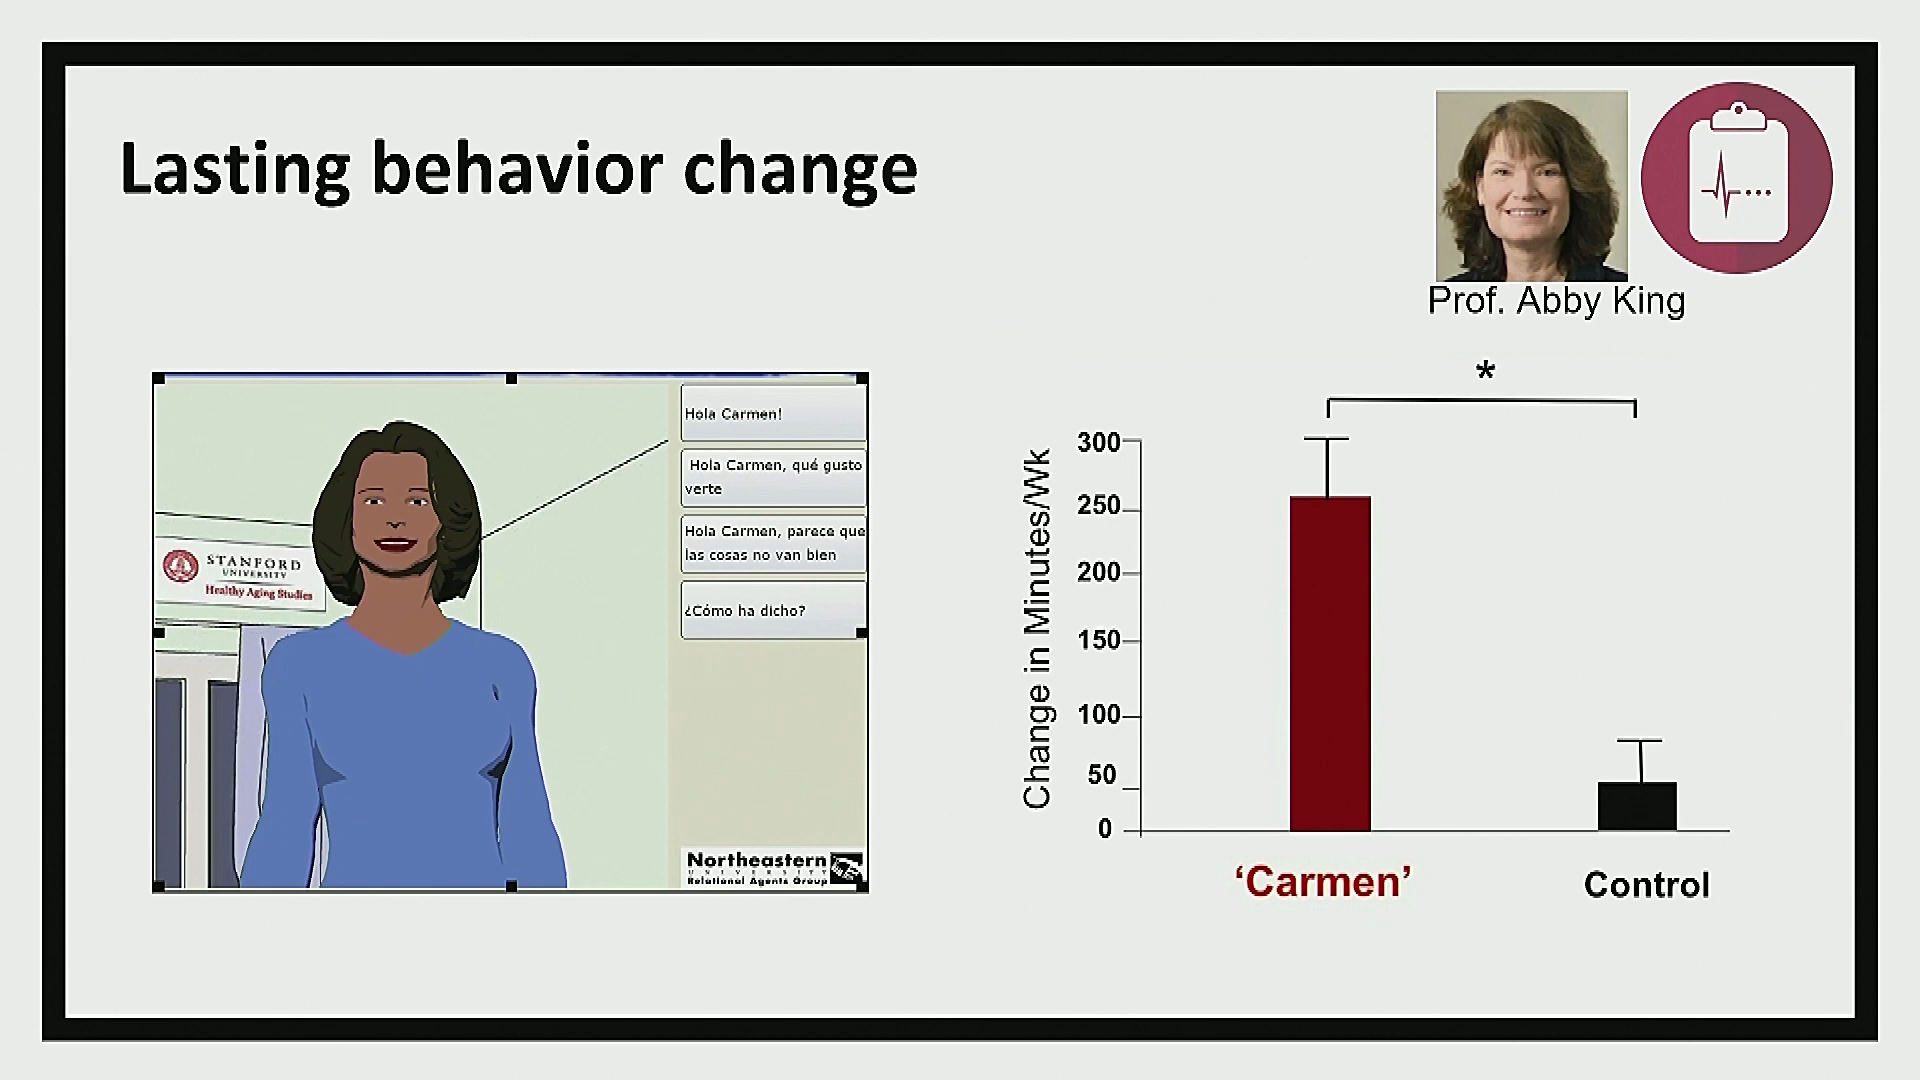 Lasting behavior change
Prof. Abby King
Hola Carmen!
Hola Carmen, qué gusto
verte
Hola Carmen, parece que
las cosas no van bien
¿Cómo ha dicho?
STANFORD
UNIVERSITY
Healthy Aging Studies
Northeastern
UNIVERSITY
Relational Agents Group
*
Change in Minutes/Wk
300
250
200
150
100
50
0
‘Carmen’
Control